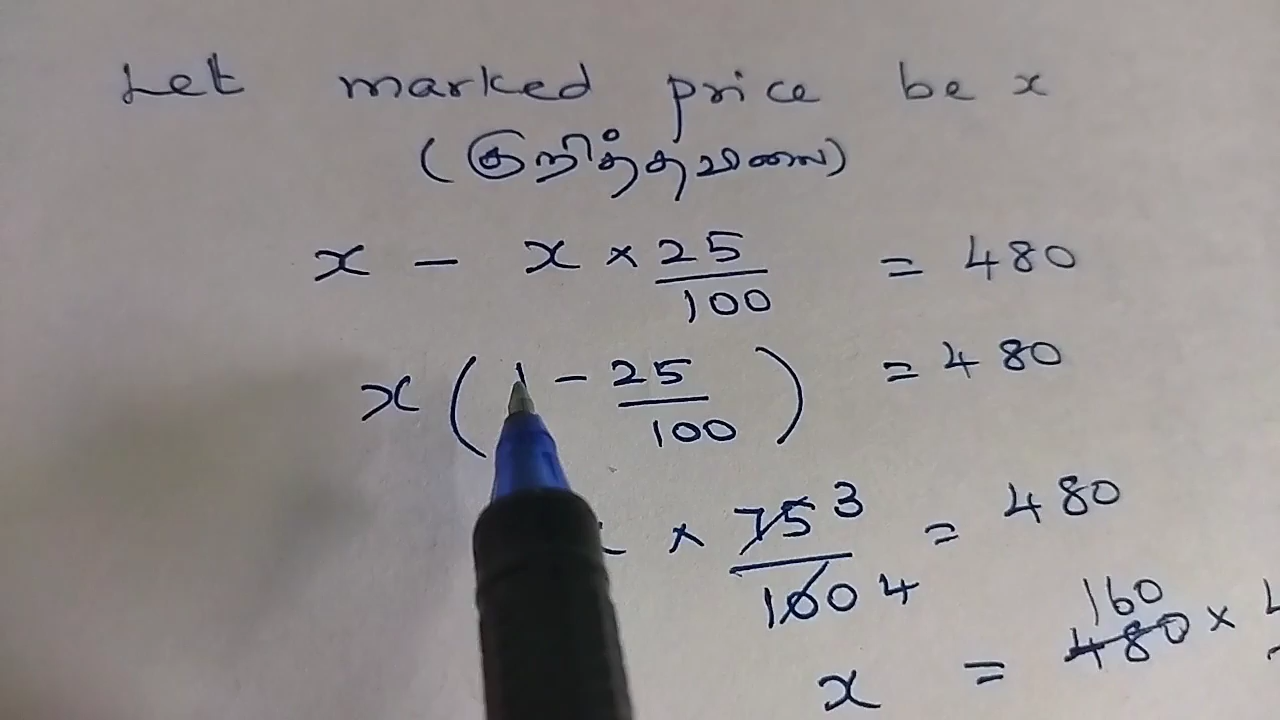 Let marked price be x
(குறித்தவிலை)
x - x × 25/100 = 480
x ( 1 - 25/100 ) = 480
× 75 3/100 4 = 480
160
x = 480 ×